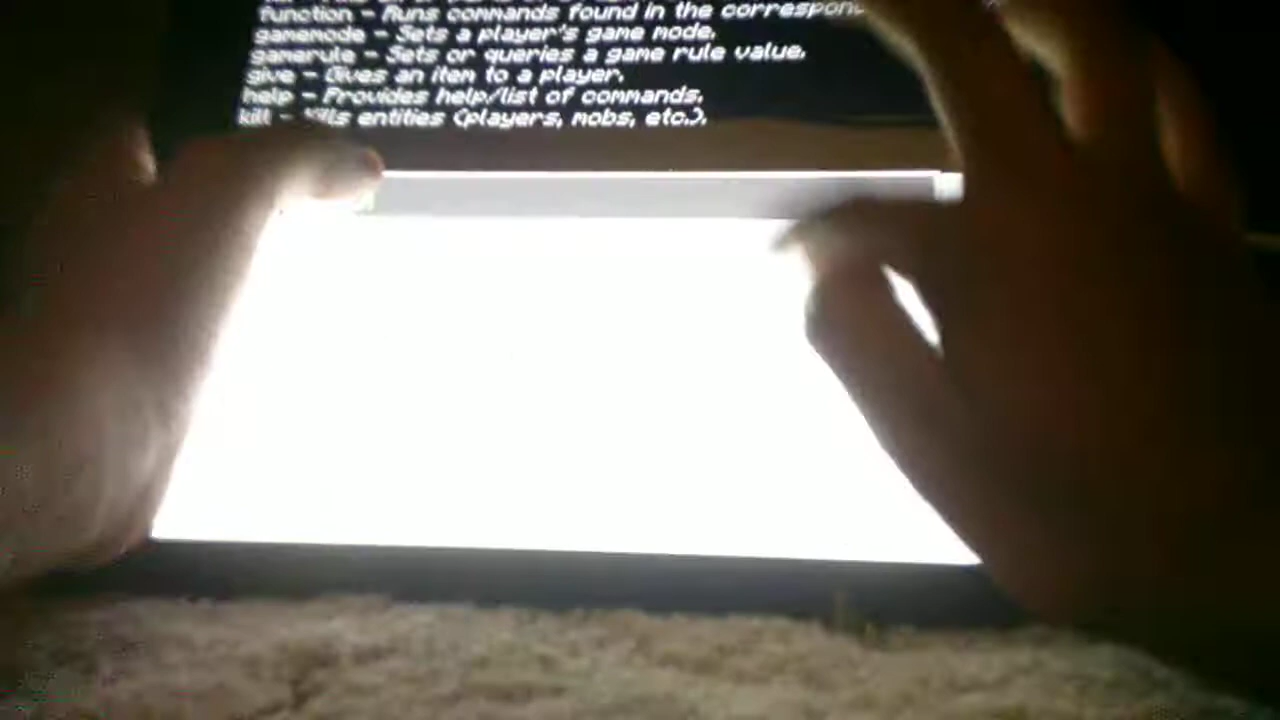 function - Runs commands found in the correspond
gamemode - Sets a player's game mode.
gamerule - Sets or queries a game rule value.
give - Gives an item to a player.
help - Provides help/list of commands.
kill - Kills entities (players, mobs, etc.).